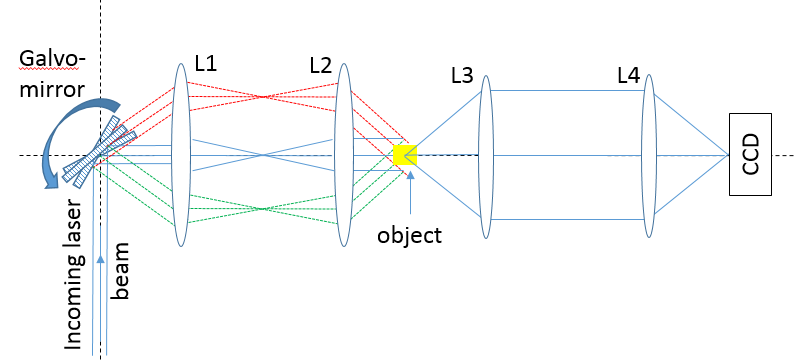 Galvo-
mirror
L1
L2
L3
L4
CCD
object
Incoming laser
beam